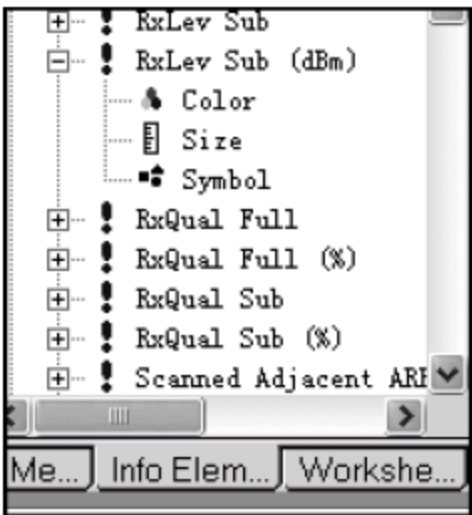 RxLev Sub
RxLev Sub (dBm)
Color
Size
Symbol
RxQual Full
RxQual Full (%)
RxQual Sub
RxQual Sub (%)
Scanned Adjacent
Me... Info Elem... Workshe...